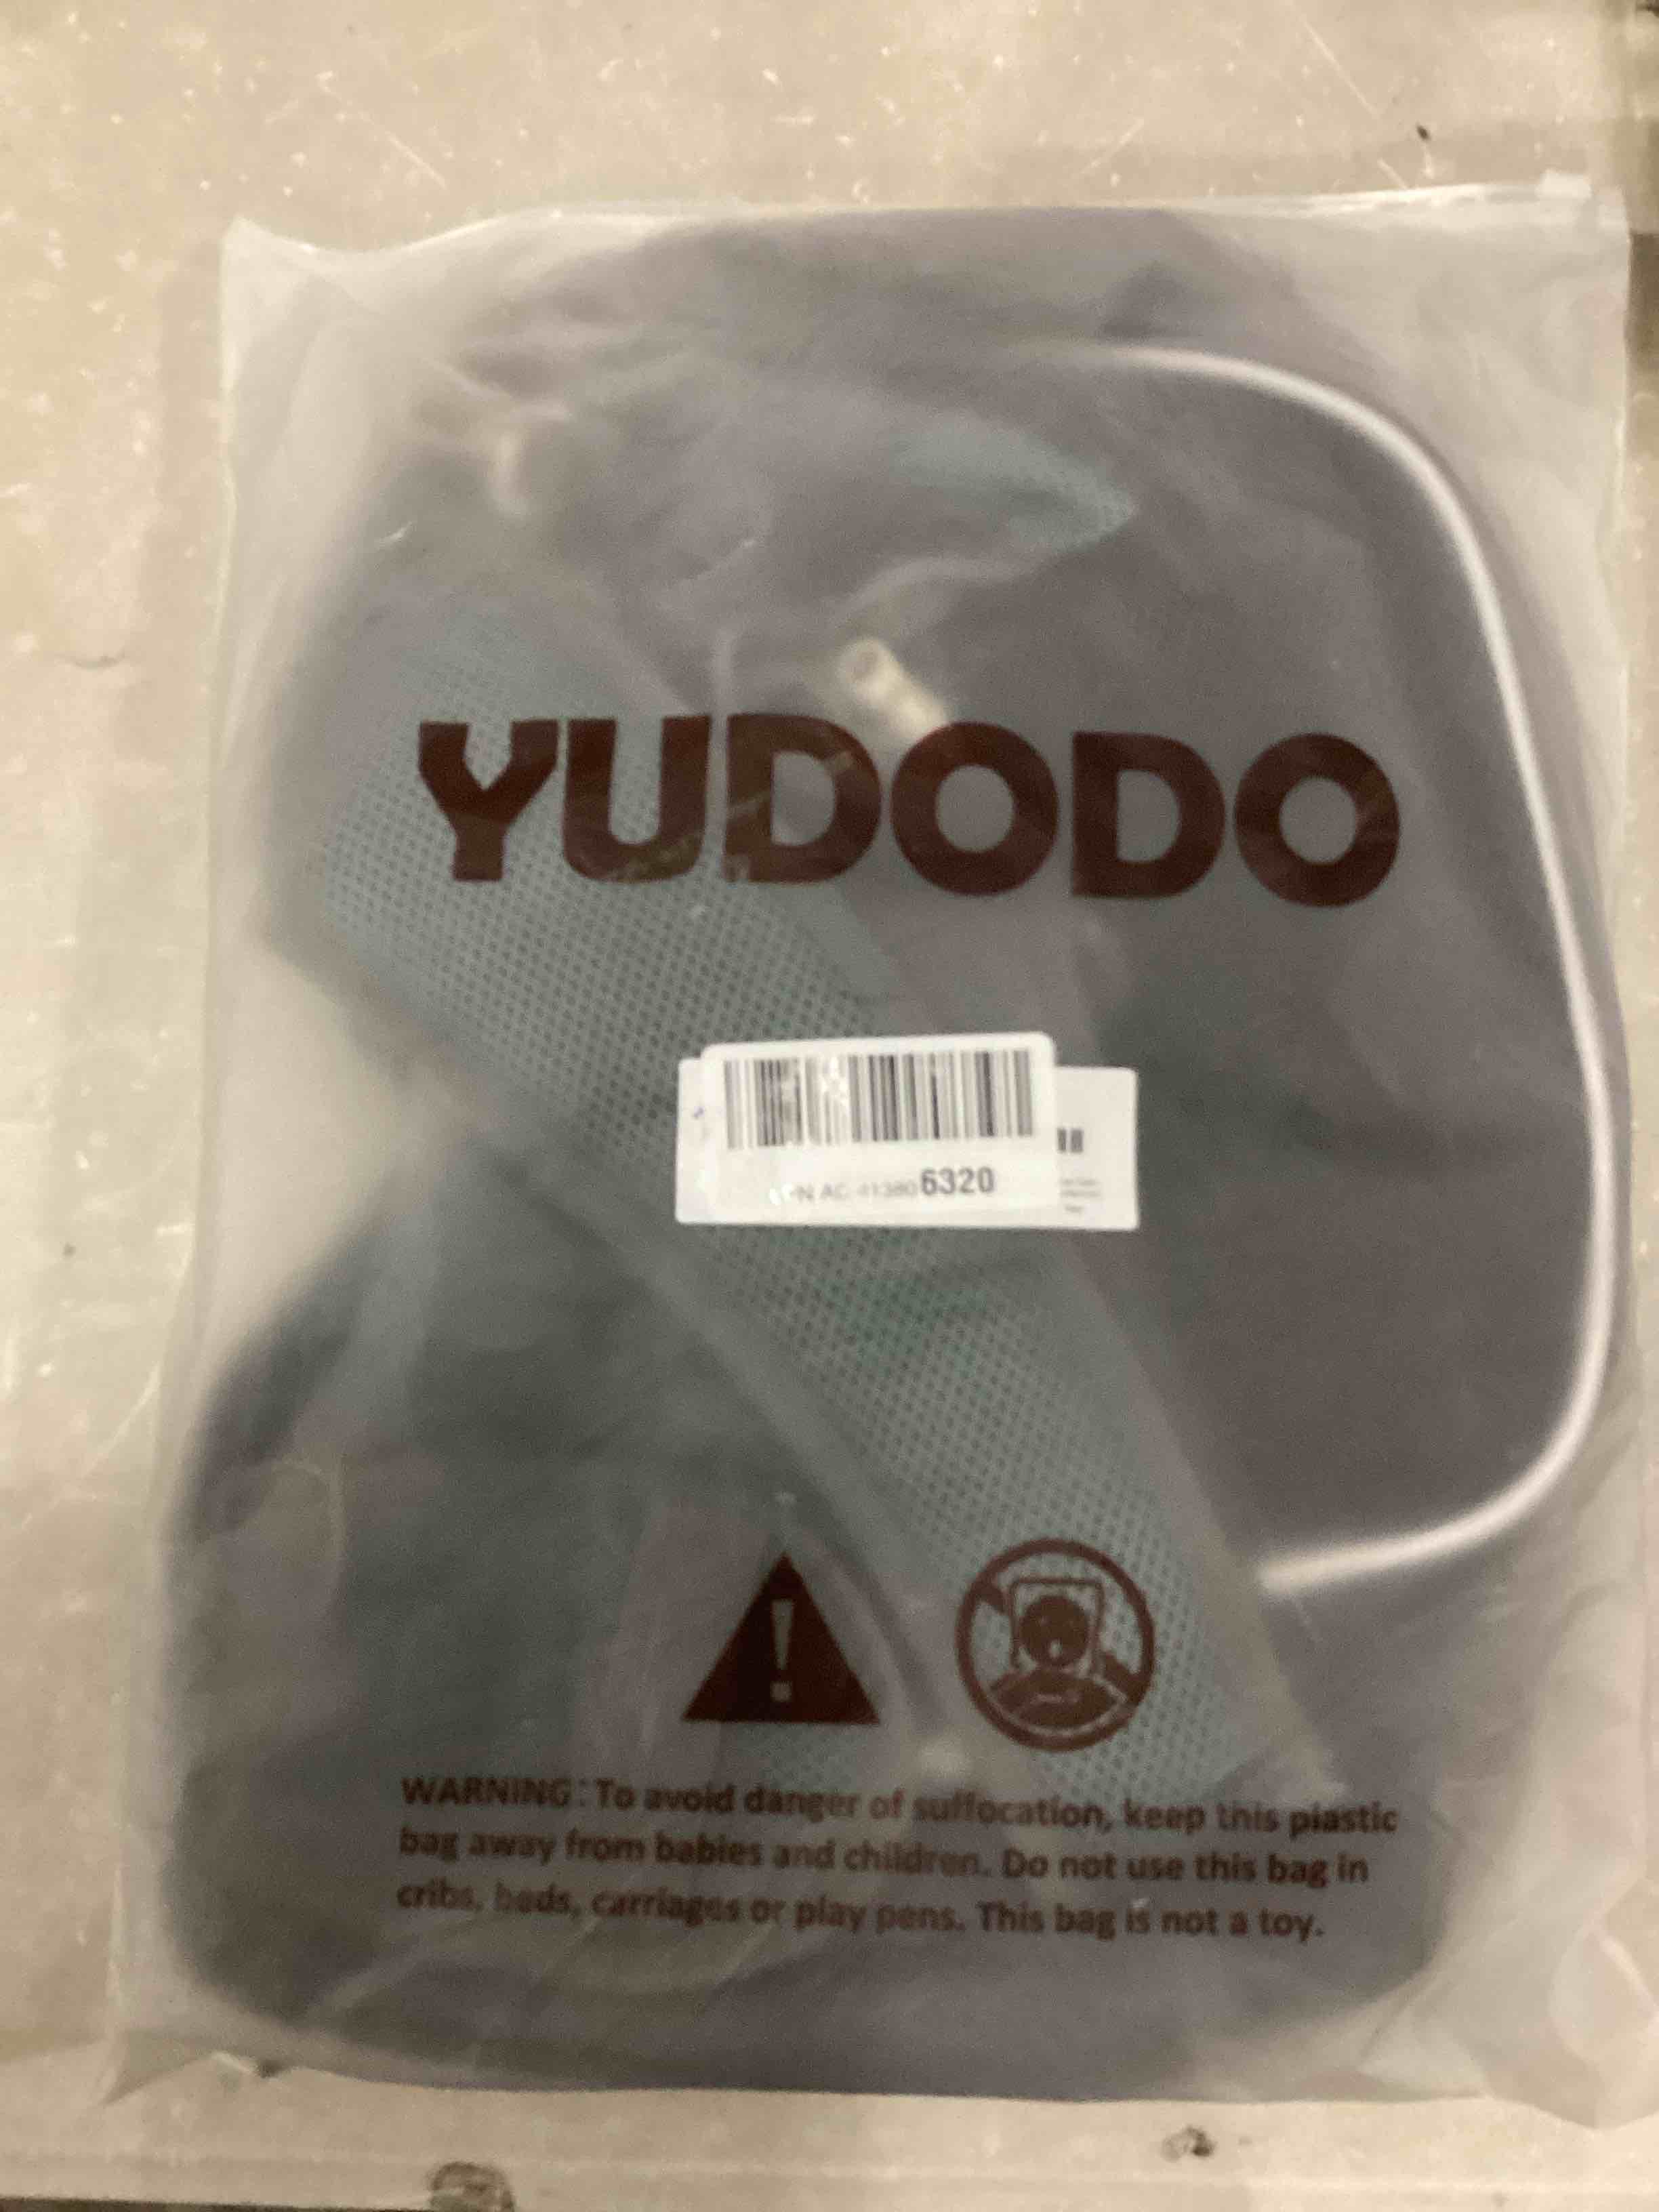 YUDODO
6320
!
WARNING: To avoid danger of suffocation, keep this plastic
bag away from babies and children. Do not use this bag in
cribs, beds, carriages or play pens. This bag is not a toy.